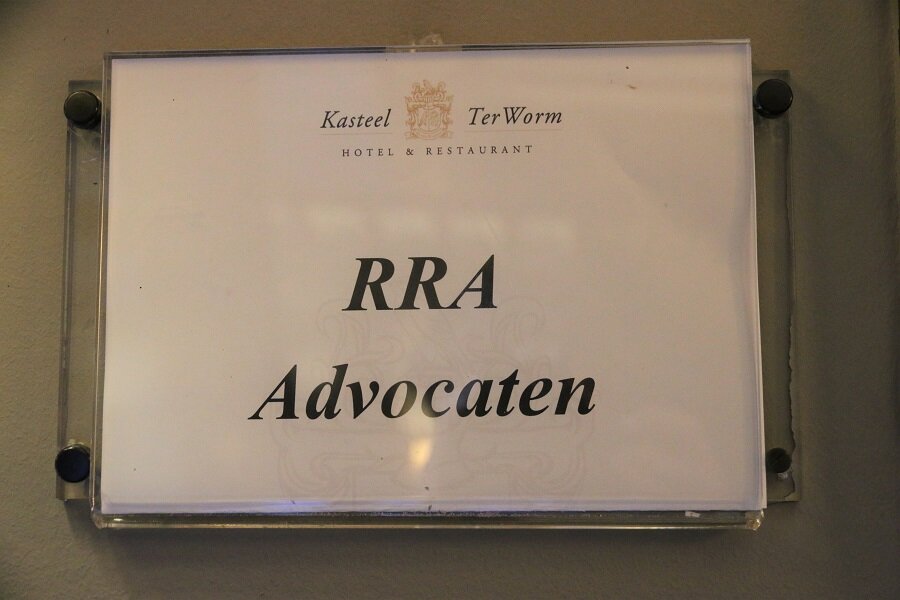 Kasteel TerWorm
HOTEL & RESTAURANT
RRA
Advocaten